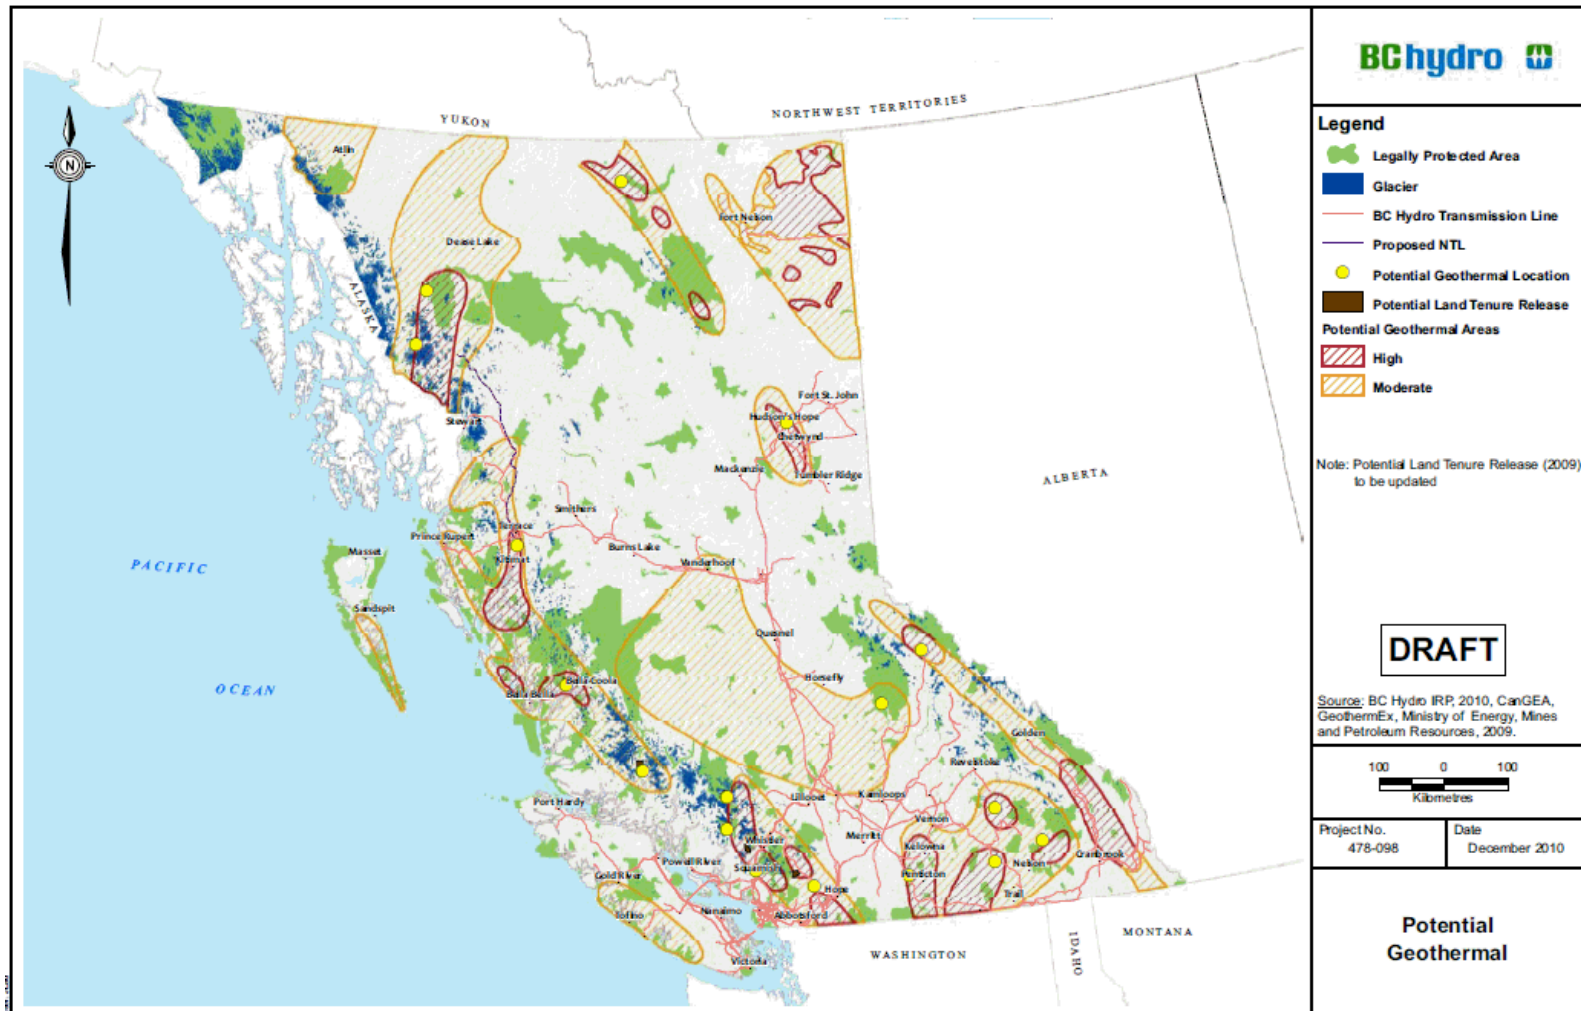 YUKON
NORTHWEST TERRITORIES
Atlin
Fort Nelson
Dease Lake
ALASKA
N
Stewart
Fort St. John
Hudson's Hope
Chetwynd
Mackenzie
Tumbler Ridge
ALBERTA
Smithers
Terrace
Prince Rupert
Kitimat
Burns Lake
Vanderhoof
Masset
PACIFIC
Sandspit
Quesnel
OCEAN
Bella Coola
Bella Bella
Horsefly
Golden
Revelstoke
Port Hardy
Lillooet
Kamloops
Vernon
Merritt
Whistler
Kelowna
Powell River
Squamish
Nelson
Cranbrook
Gold River
Penticton
Hope
Trail
Tofino
Nanaimo
Abbotsford
Victoria
WASHINGTON
IDAHO
MONTANA
BC hydro
Legend
Legally Protected Area
Glacier
BC Hydro Transmission Line
Proposed NTL
Potential Geothermal Location
Potential Land Tenure Release
Potential Geothermal Areas
High
Moderate
Note: Potential Land Tenure Release (2009)
to be updated
DRAFT
Source: BC Hydro IRP, 2010, CanGEA,
GeothermEx, Ministry of Energy, Mines
and Petroleum Resources, 2009.
100 0 100
Kilometres
Project No.
478-098
Date
December 2010
Potential
Geothermal